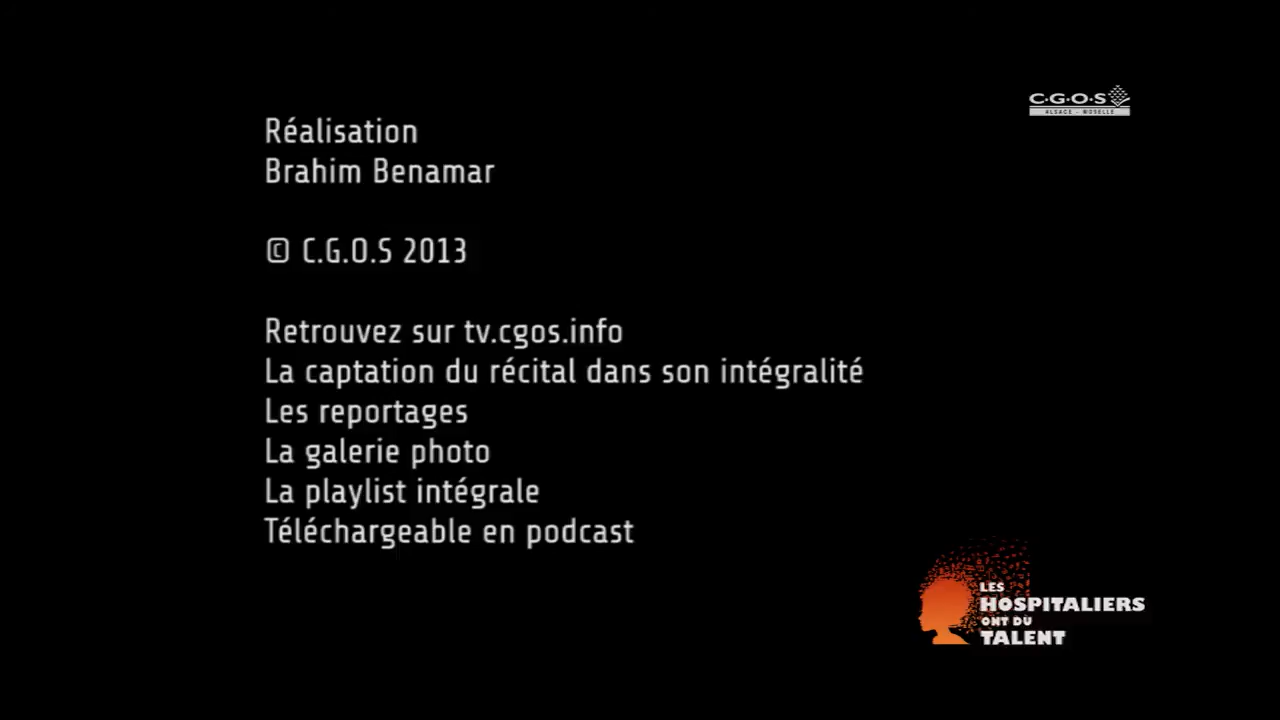 Réalisation
Brahim Benamar
© C.G.O.S 2013
Retrouvez sur tv.cgos.info
La captation du récital dans son intégralité
Les reportages
La galerie photo
La playlist intégrale
Téléchargeable en podcast
C.G.O.S
ALSACE - MOSELLE
LES
HOSPITALIERS
ONT DU
TALENT